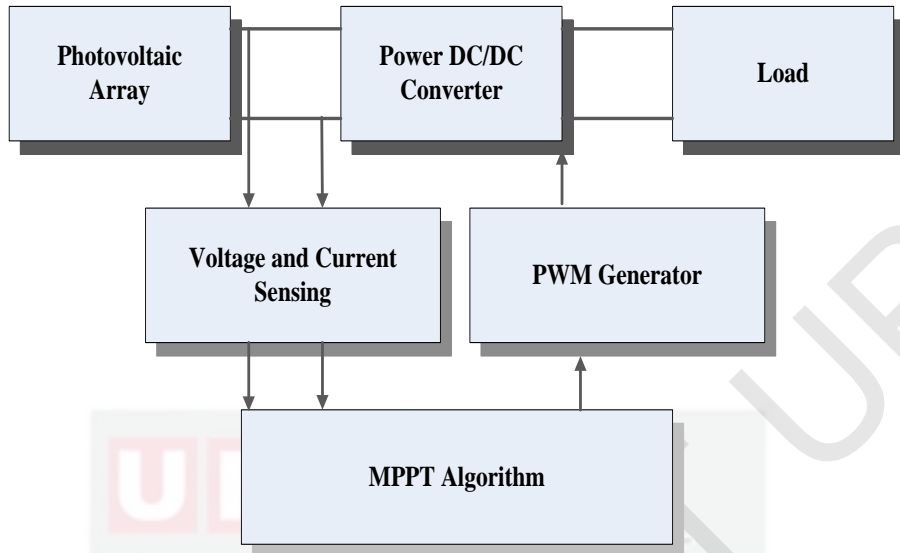 Photovoltaic
Array
Power DC/DC
Converter
Load
Voltage and Current
Sensing
PWM Generator
MPPT Algorithm